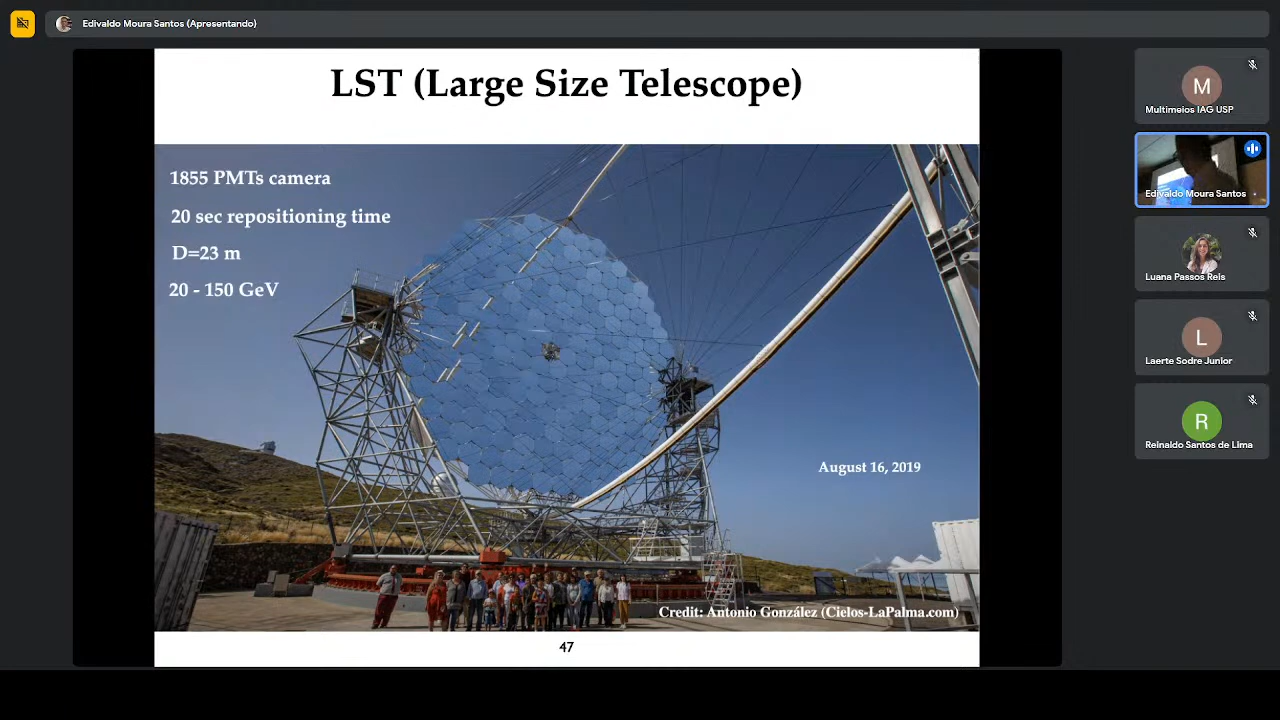 Edivaldo Moura Santos (Apresentando)
LST (Large Size Telescope)
1855 PMTs camera
20 sec repositioning time
D=23 m
20 - 150 GeV
August 16, 2019
Credit: Antonio González (Cielos-LaPalma.com)
47
M
Multimeios IAG USP
Edivaldo Moura Santos
Luana Passos Reis
L
Laerte Sodre Junior
R
Reinaldo Santos de Lima